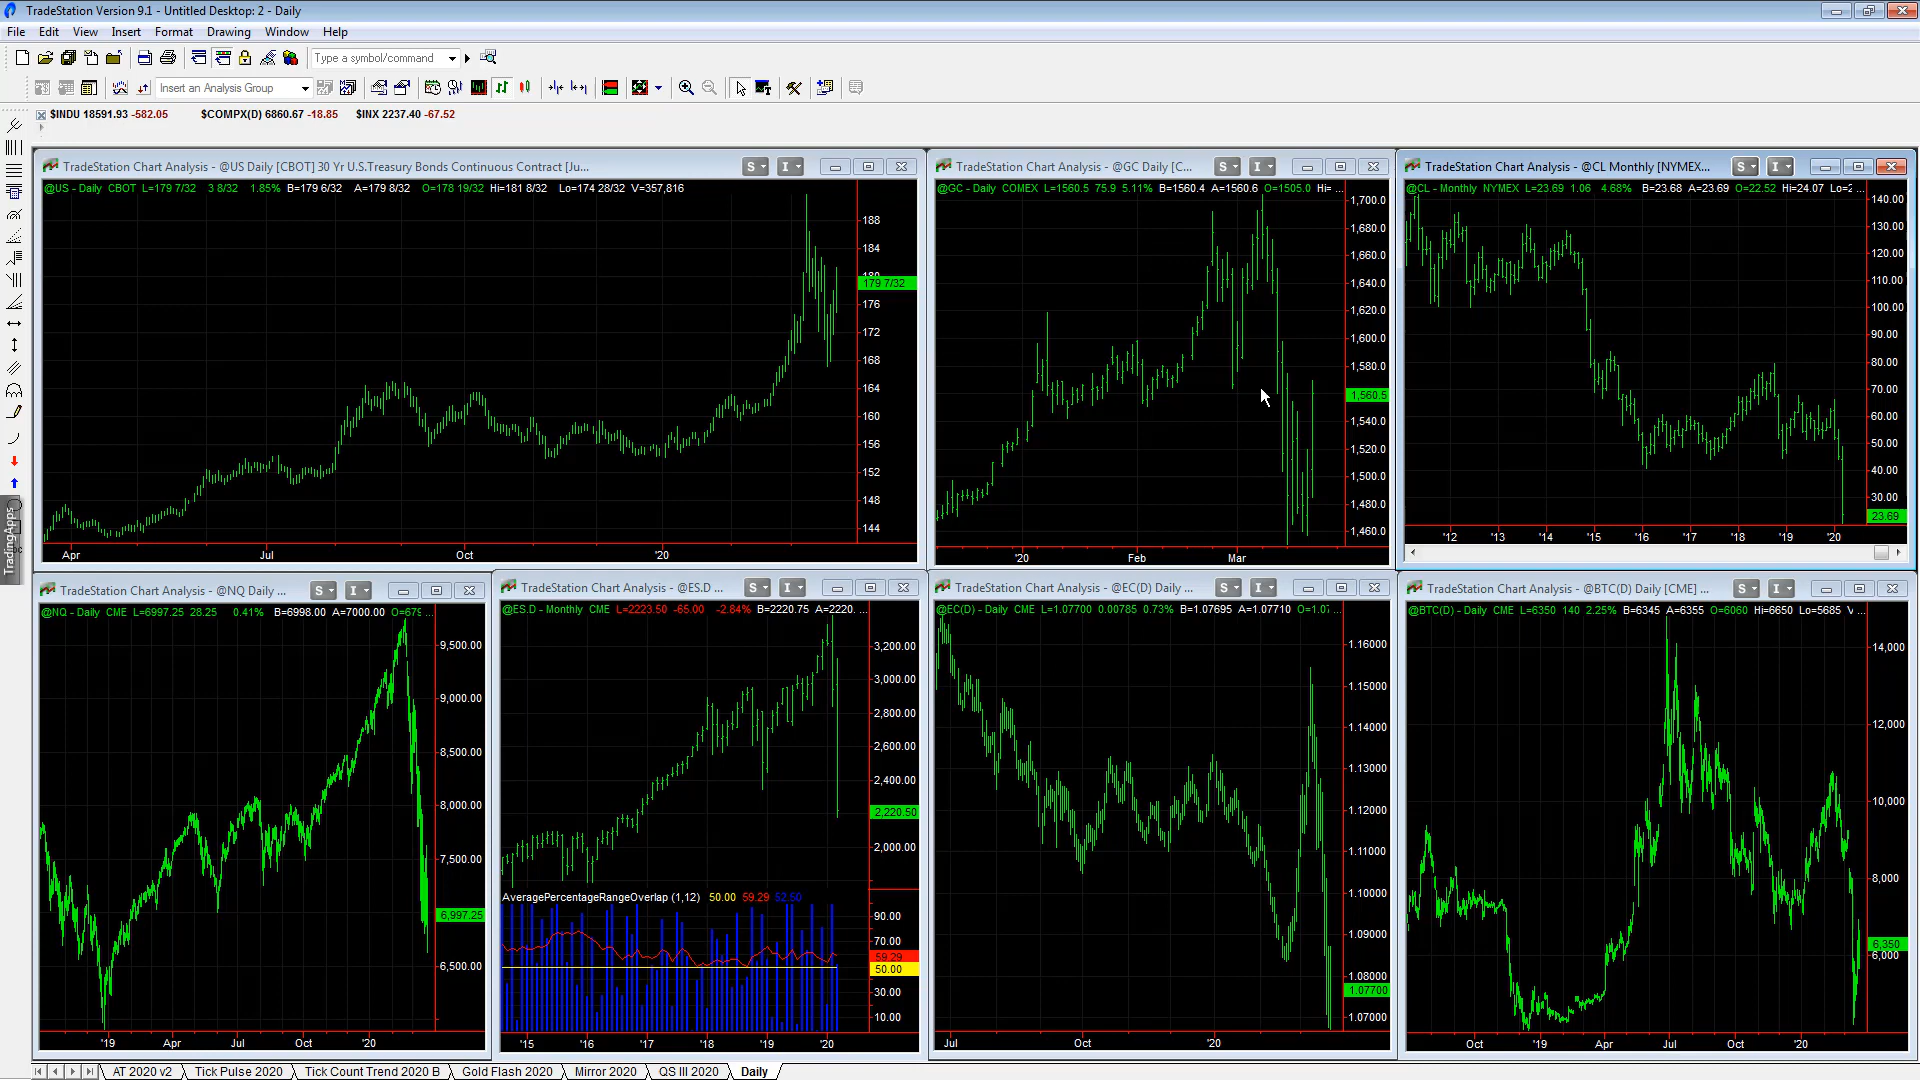 TradeStation Version 9.1 - Untitled Desktop: 2 - Daily
File Edit View Insert Format Drawing Window Help
Type a symbol/command
Insert an Analysis Group
$INDU 18591.93 -582.05 $COMPX(D) 6860.67 -18.85 $INX 2237.40 -67.52
TradingApps
TradeStation Chart Analysis - @US Daily [CBOT] 30 Yr U.S.Treasury Bonds Continuous Contract [Ju... S I
@US - Daily CBOT L=179 7/32 3 8/32 1.85% B=179 6/32 A=179 8/32 O=178 19/32 Hi=181 8/32 Lo=174 28/32 V=357,816
188
184
180
179 7/32
176
172
168
164
160
156
152
148
144
Apr Jul Oct '20
TradeStation Chart Analysis - @GC Daily [C... S I
@GC - Daily COMEX L=1560.5 75.9 5.11% B=1560.4 A=1560.6 O=1505.0 Hi= ...
1,700.0
1,680.0
1,660.0
1,640.0
1,620.0
1,600.0
1,580.0
1,560.5
1,540.0
1,520.0
1,500.0
1,480.0
1,460.0
'20 Feb Mar
TradeStation Chart Analysis - @CL Monthly [NYMEX... S I
@CL - Monthly NYMEX L=23.69 1.06 4.68% B=23.68 A=23.69 O=22.52 Hi=24.07 Lo=2 ...
140.00
130.00
120.00
110.00
100.00
90.00
80.00
70.00
60.00
50.00
40.00
30.00
23.69
'12 '13 '14 '15 '16 '17 '18 '19 '20
TradeStation Chart Analysis - @NQ Daily ... S I
@NQ - Daily CME L=6997.25 28.25 0.41% B=6998.00 A=7000.00 O=679 ...
9,500.00
9,000.00
8,500.00
8,000.00
7,500.00
6,997.25
6,500.00
'19 Apr Jul Oct '20
TradeStation Chart Analysis - @ES.D ... S I
@ES.D - Monthly CME L=2223.50 -65.00 -2.84% B=2220.75 A=2220. ...
3,200.00
3,000.00
2,800.00
2,600.00
2,400.00
2,220.50
2,000.00
AveragePercentageRangeOverlap (1,12) 50.00 59.29 52.50
90.00
70.00
59.29
50.00
30.00
10.00
'15 '16 '17 '18 '19 '20
TradeStation Chart Analysis - @EC(D) Daily ... S I
@EC(D) - Daily CME L=1.07700 0.00785 0.73% B=1.07695 A=1.07710 O=1.07 ...
1.16000
1.15000
1.14000
1.13000
1.12000
1.11000
1.10000
1.09000
1.08000
1.07700
1.07000
Jul Oct '20
TradeStation Chart Analysis - @BTC(D) Daily [CME] ... S I
@BTC(D) - Daily CME L=6350 140 2.25% B=6345 A=6355 O=6060 Hi=6650 Lo=5685 V ...
14,000
12,000
10,000
8,000
6,350
6,000
Oct '19 Apr Jul Oct '20
AT 2020 v2 Tick Pulse 2020 Tick Count Trend 2020 B Gold Flash 2020 Mirror 2020 QS III 2020 Daily